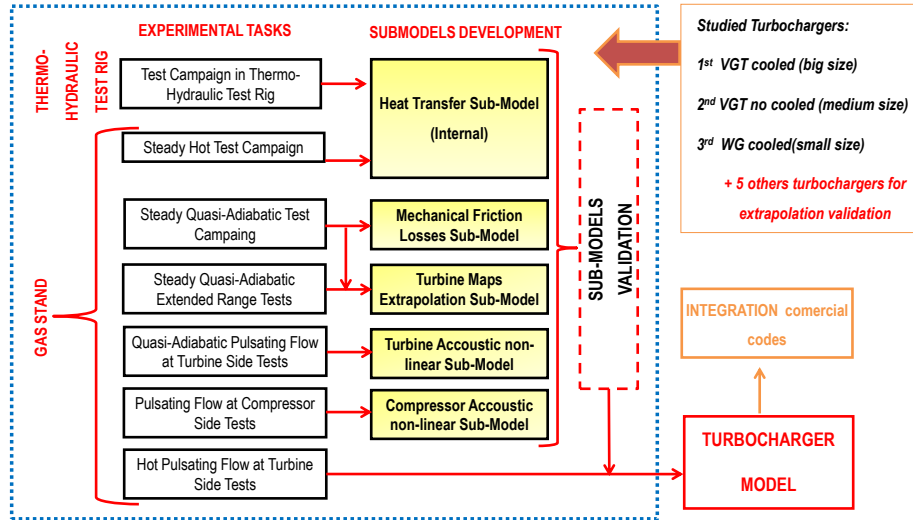 EXPERIMENTAL TASKS
SUBMODELS DEVELOPMENT
THERMO-
HYDRAULIC
TEST RIG
Test Campaign in Thermo-
Hydraulic Test Rig
Heat Transfer Sub-Model
(Internal)
Steady Hot Test Campaign
GAS STAND
Steady Quasi-Adiabatic Test
Campaing
Mechanical Friction
Losses Sub-Model
Steady Quasi-Adiabatic
Extended Range Tests
Turbine Maps
Extrapolation Sub-Model
Quasi-Adiabatic Pulsating Flow
at Turbine Side Tests
Turbine Accoustic non-
linear Sub-Model
Pulsating Flow at Compressor
Side Tests
Compressor Accoustic
non-linear Sub-Model
Hot Pulsating Flow at Turbine
Side Tests
SUB-MODELS
VALIDATION
Studied Turbochargers:
1st VGT cooled (big size)
2nd VGT no cooled (medium size)
3rd WG cooled(small size)
+ 5 others turbochargers for
extrapolation validation
INTEGRATION comercial
codes
TURBOCHARGER
MODEL